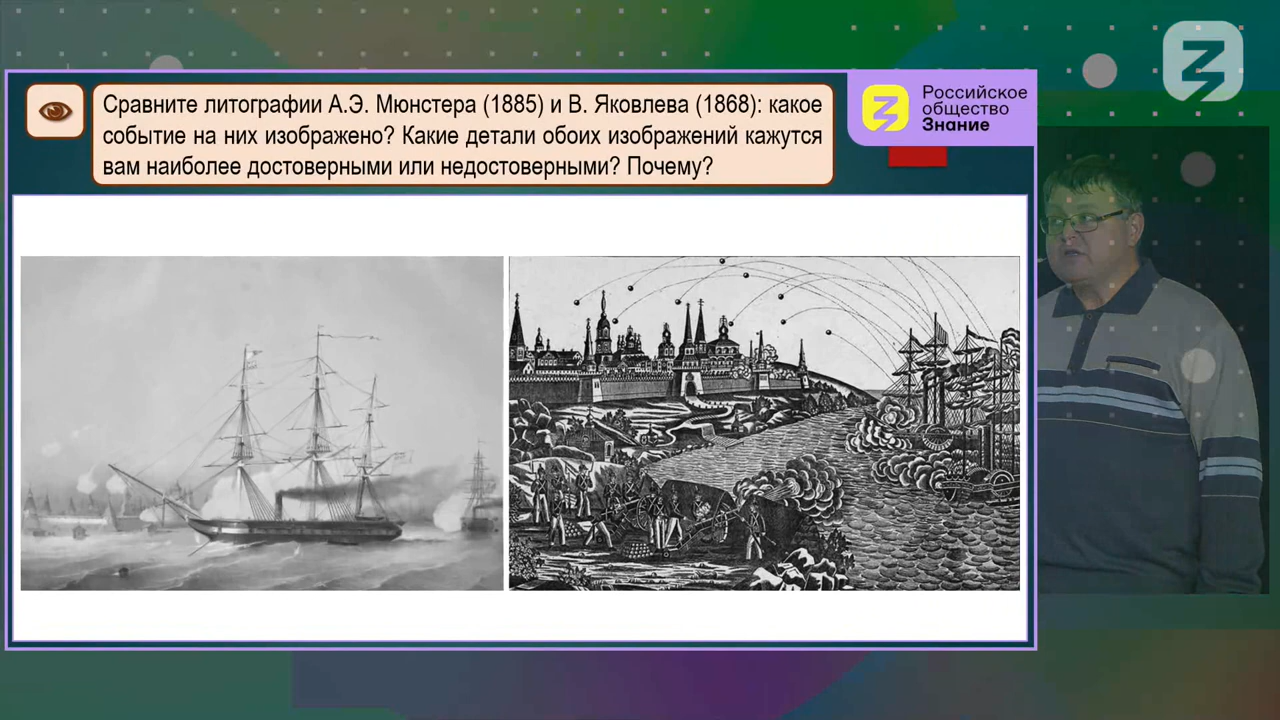 Сравните литографии А.Э. Мюнстера (1885) и В. Яковлева (1868): какое
событие на них изображено? Какие детали обоих изображений кажутся
вам наиболее достоверными или недостоверными? Почему?
Российское
общество
Знание